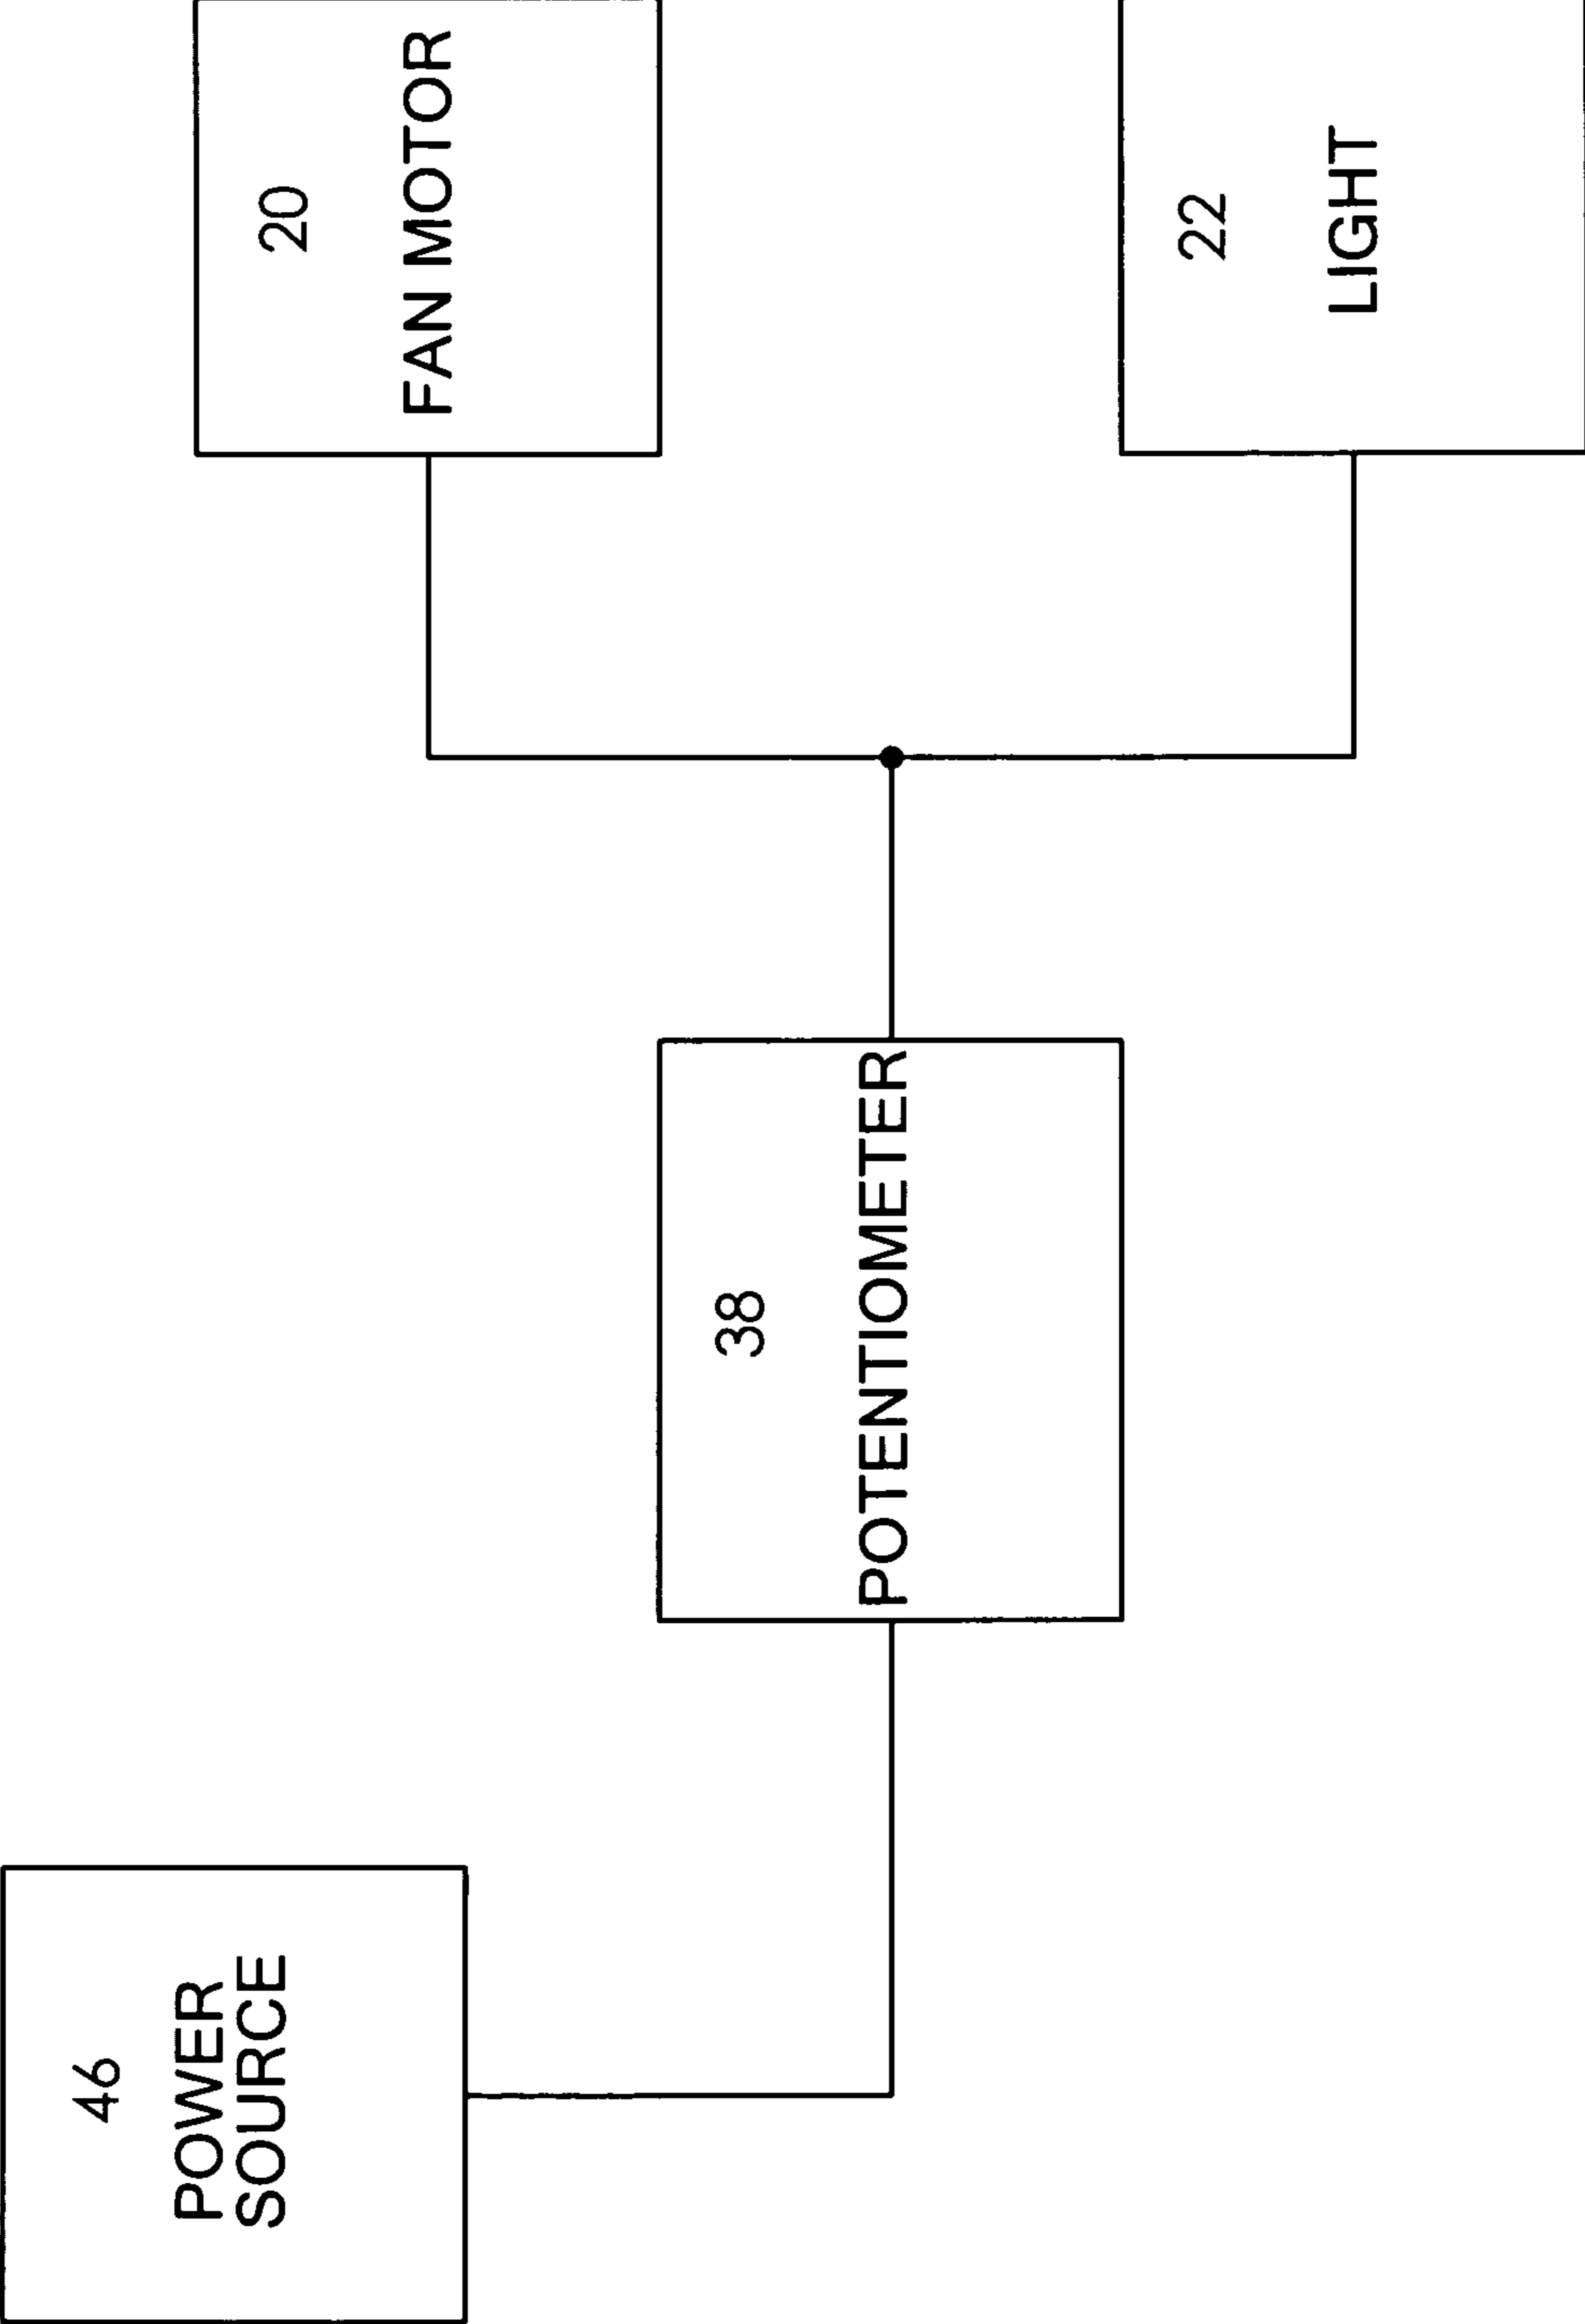 46
POWER
SOURCE
38
POTENTIOMETER
20
FAN MOTOR
22
LIGHT